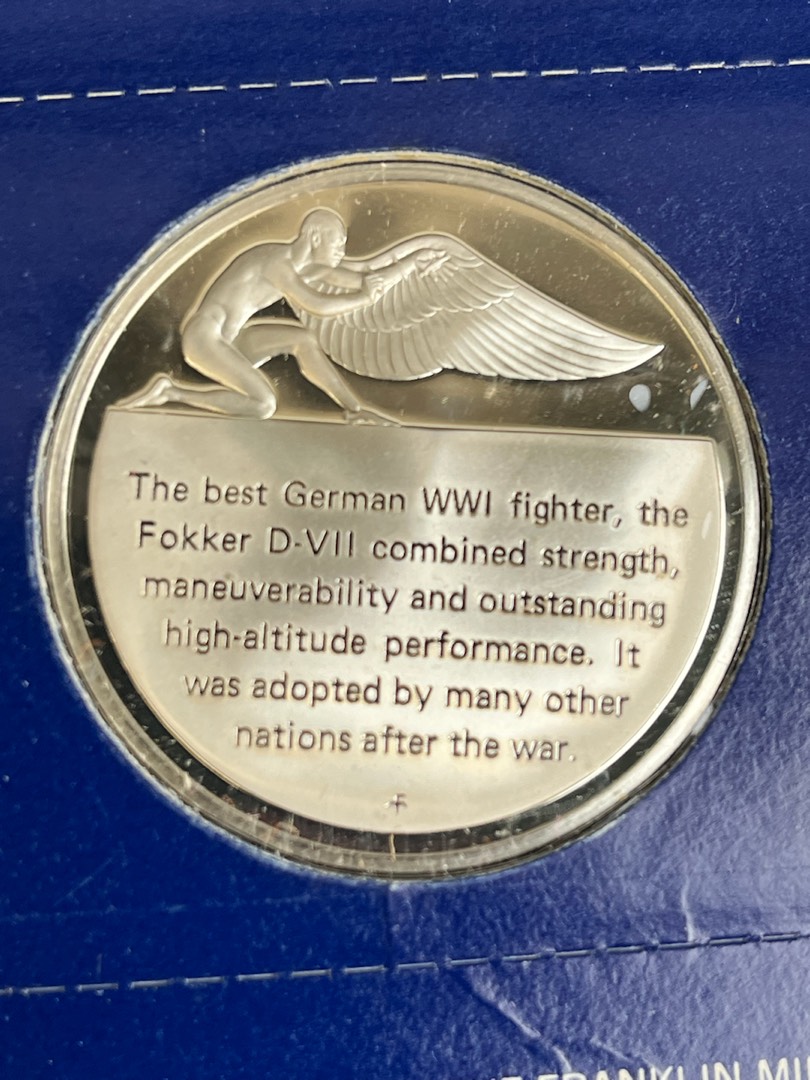 The best German WWI fighter, the
Fokker D-VII combined strength,
maneuverability and outstanding
high-altitude performance. It
was adopted by many other
nations after the war.
FRANKLIN